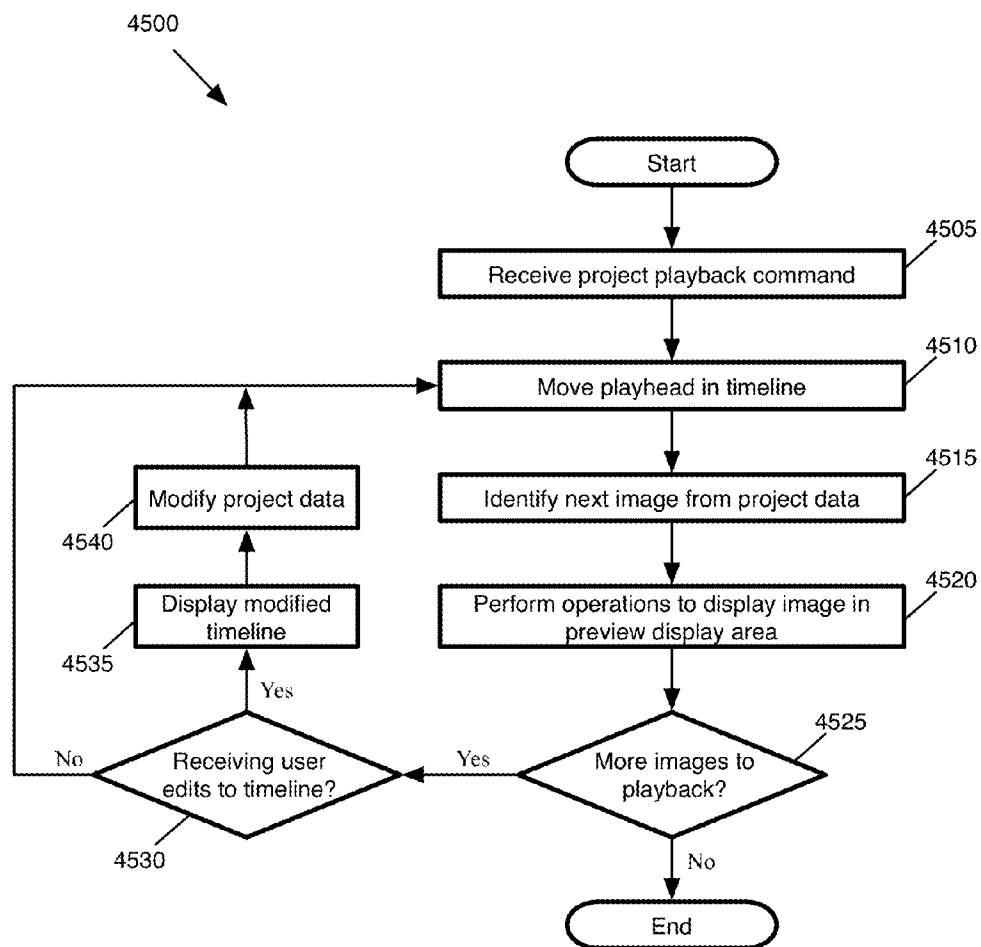 4500
Start
4505
Receive project playback command
4510
Move playhead in timeline
4515
Identify next image from project data
4520
Perform operations to display image in
preview display area
4525
More images to
playback?
Yes
No
Receiving user
edits to timeline?
4530
Yes
No
Display modified
timeline
4535
Modify project data
4540
End